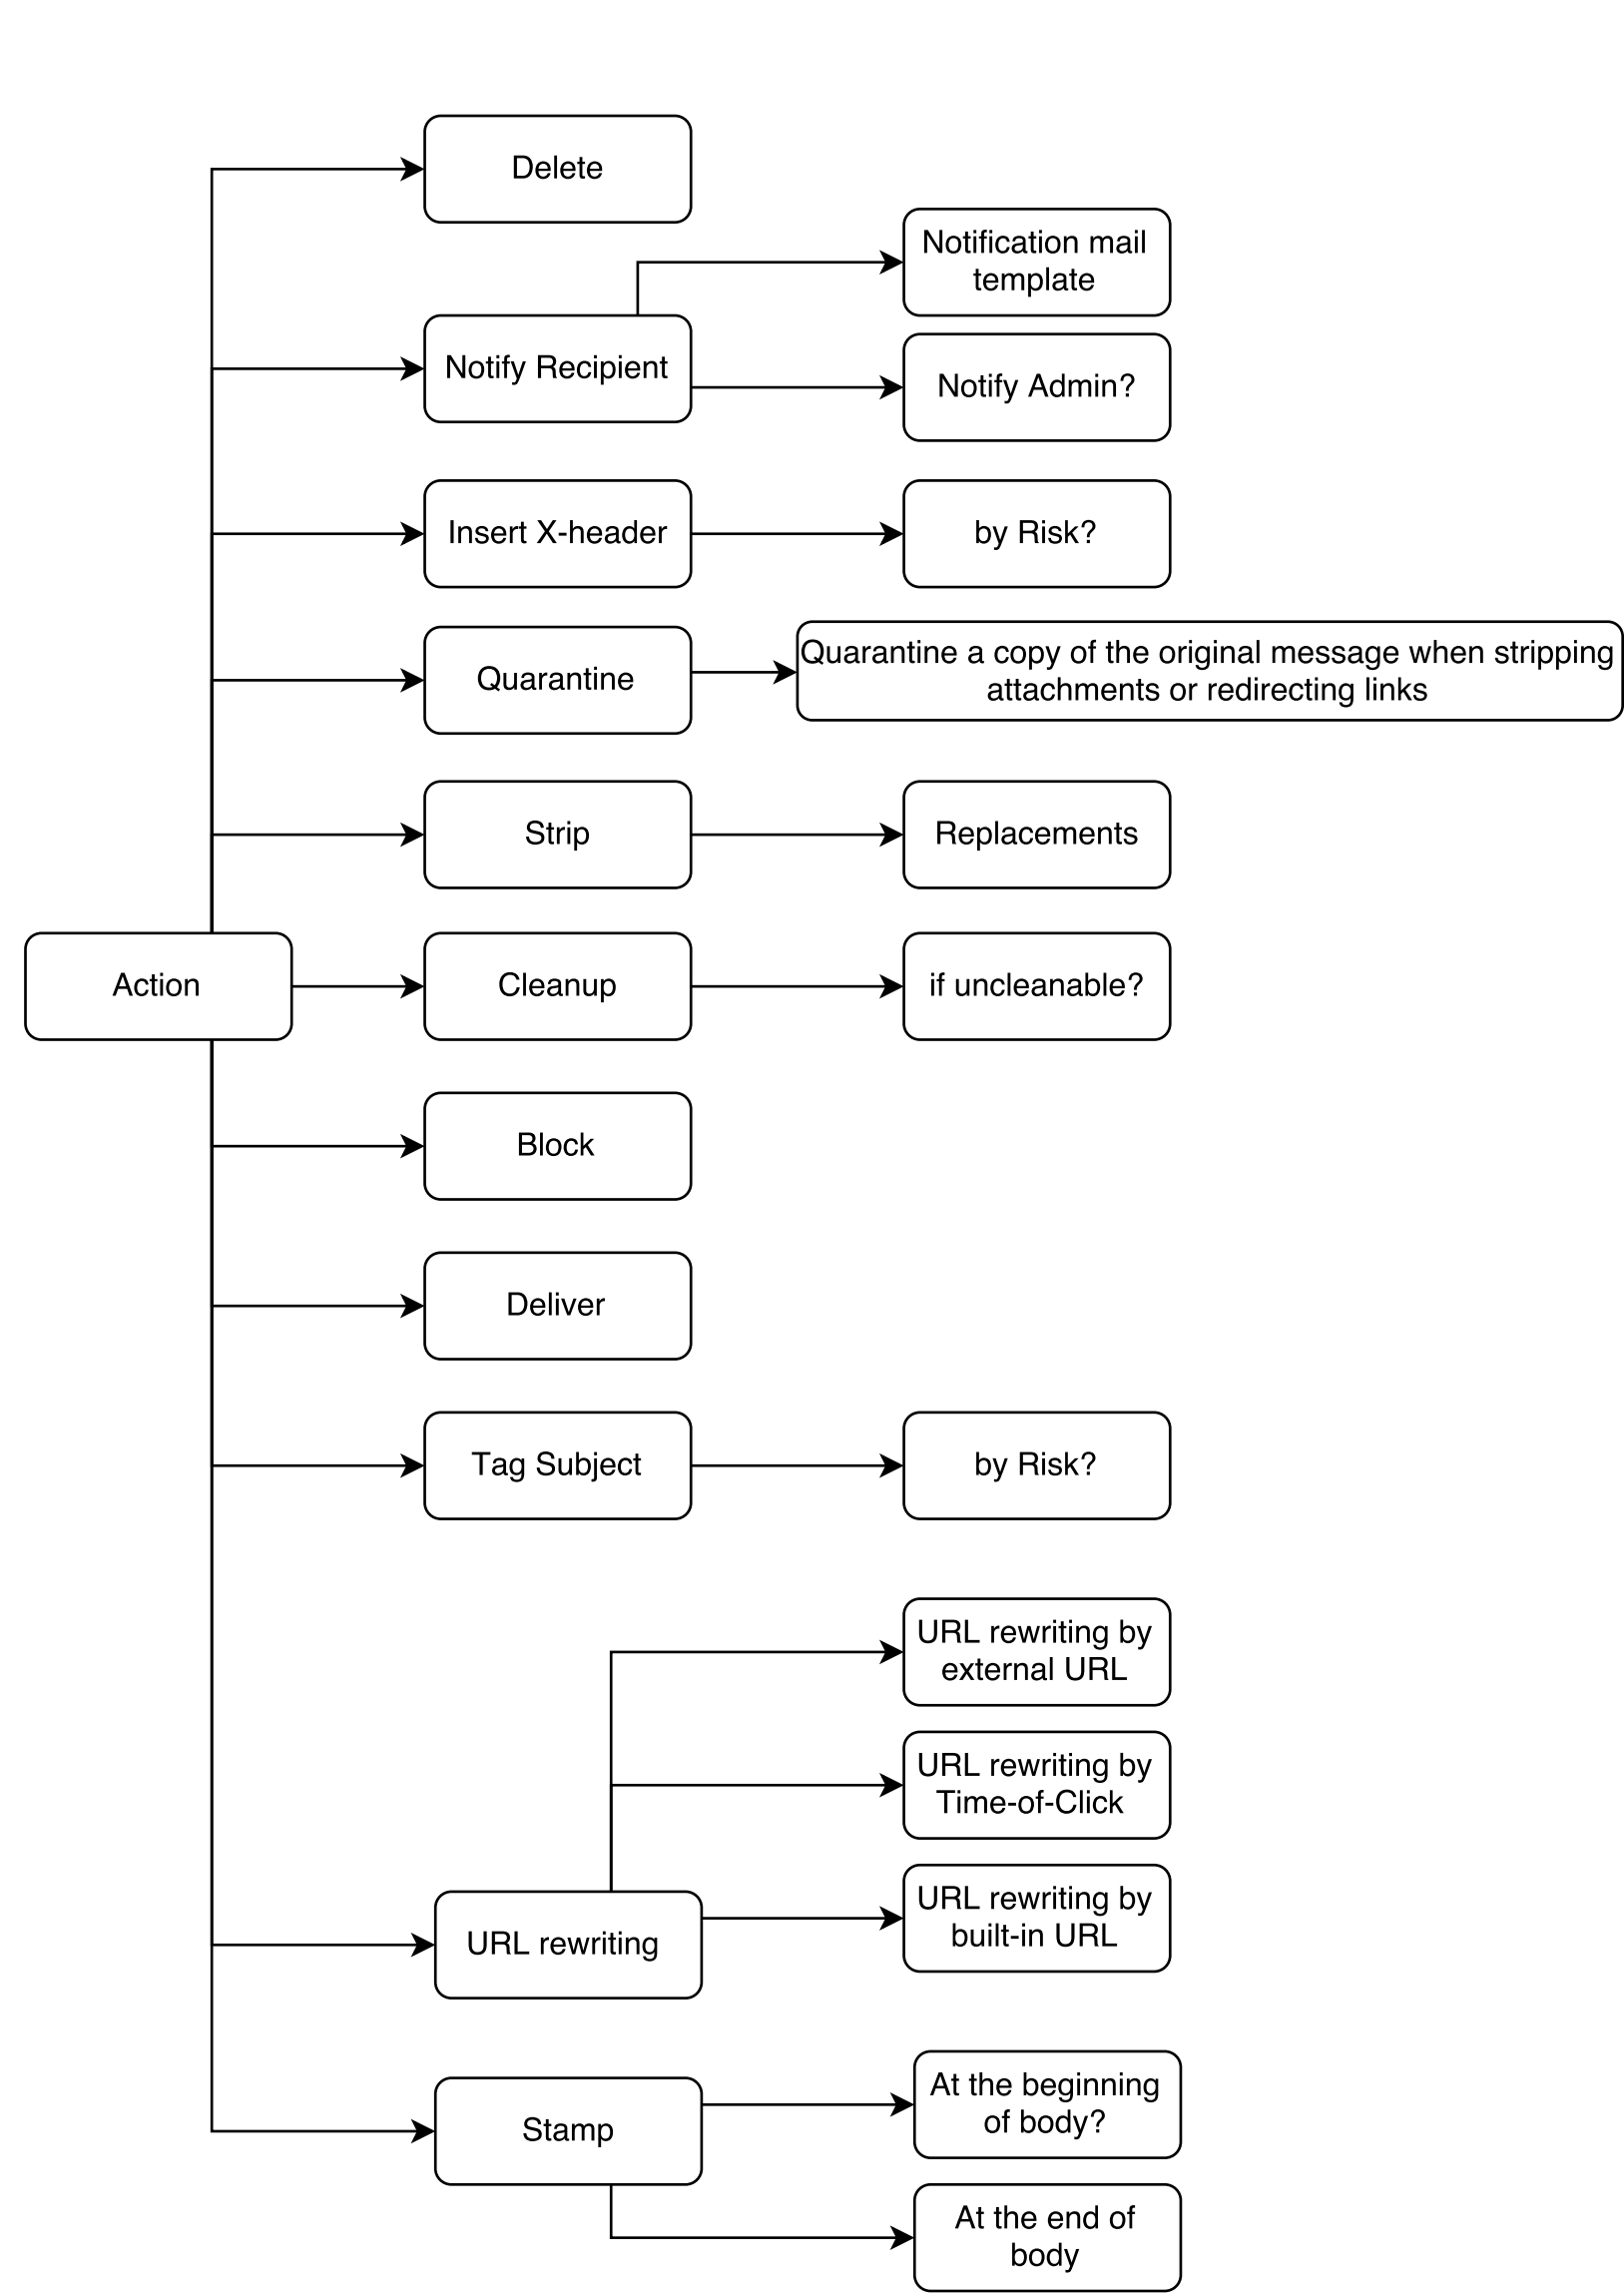 Delete
Notification mail
template
Notify Recipient
Notify Admin?
Insert X-header
by Risk?
Quarantine
Quarantine a copy of the original message when stripping
attachments or redirecting links
Strip
Replacements
Action
Cleanup
if uncleanable?
Block
Deliver
Tag Subject
by Risk?
URL rewriting by
external URL
URL rewriting by
Time-of-Click
URL rewriting by
built-in URL
URL rewriting
At the beginning
of body?
Stamp
At the end of
body